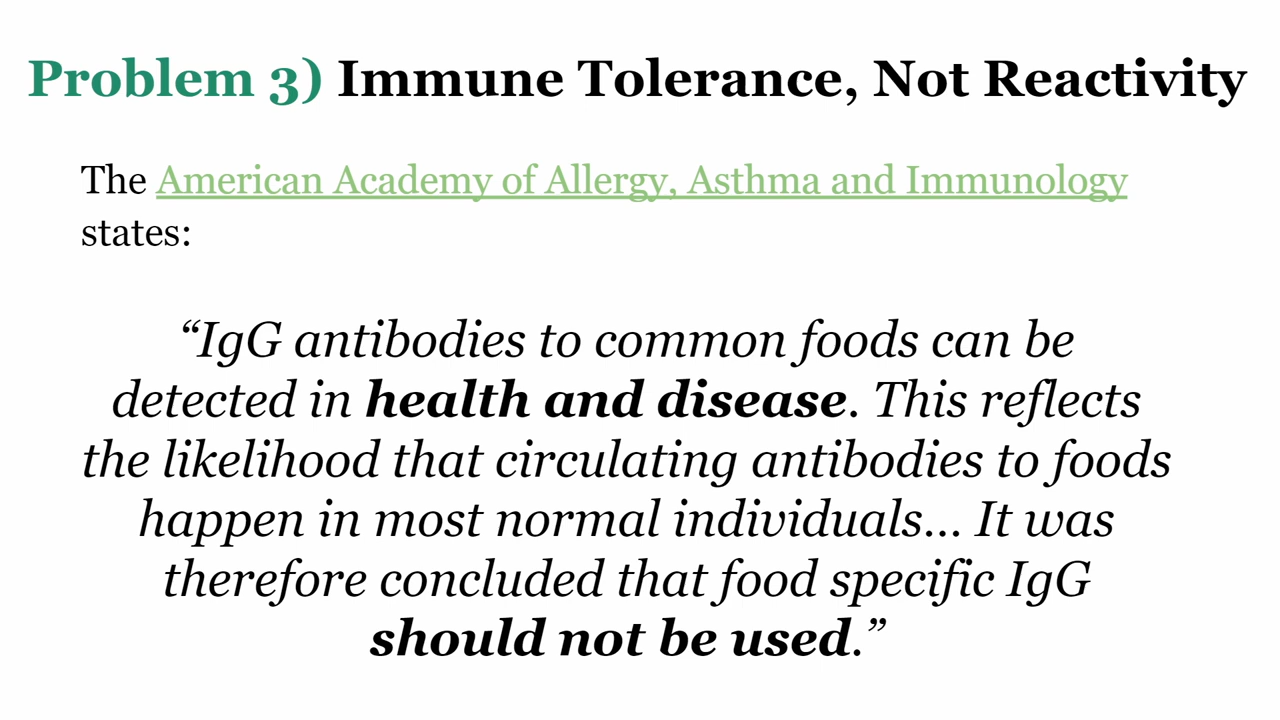 Problem 3) Immune Tolerance, Not Reactivity
The American Academy of Allergy, Asthma and Immunology
states:
“IgG antibodies to common foods can be
detected in health and disease. This reflects
the likelihood that circulating antibodies to foods
happen in most normal individuals... It was
therefore concluded that food specific IgG
should not be used.”